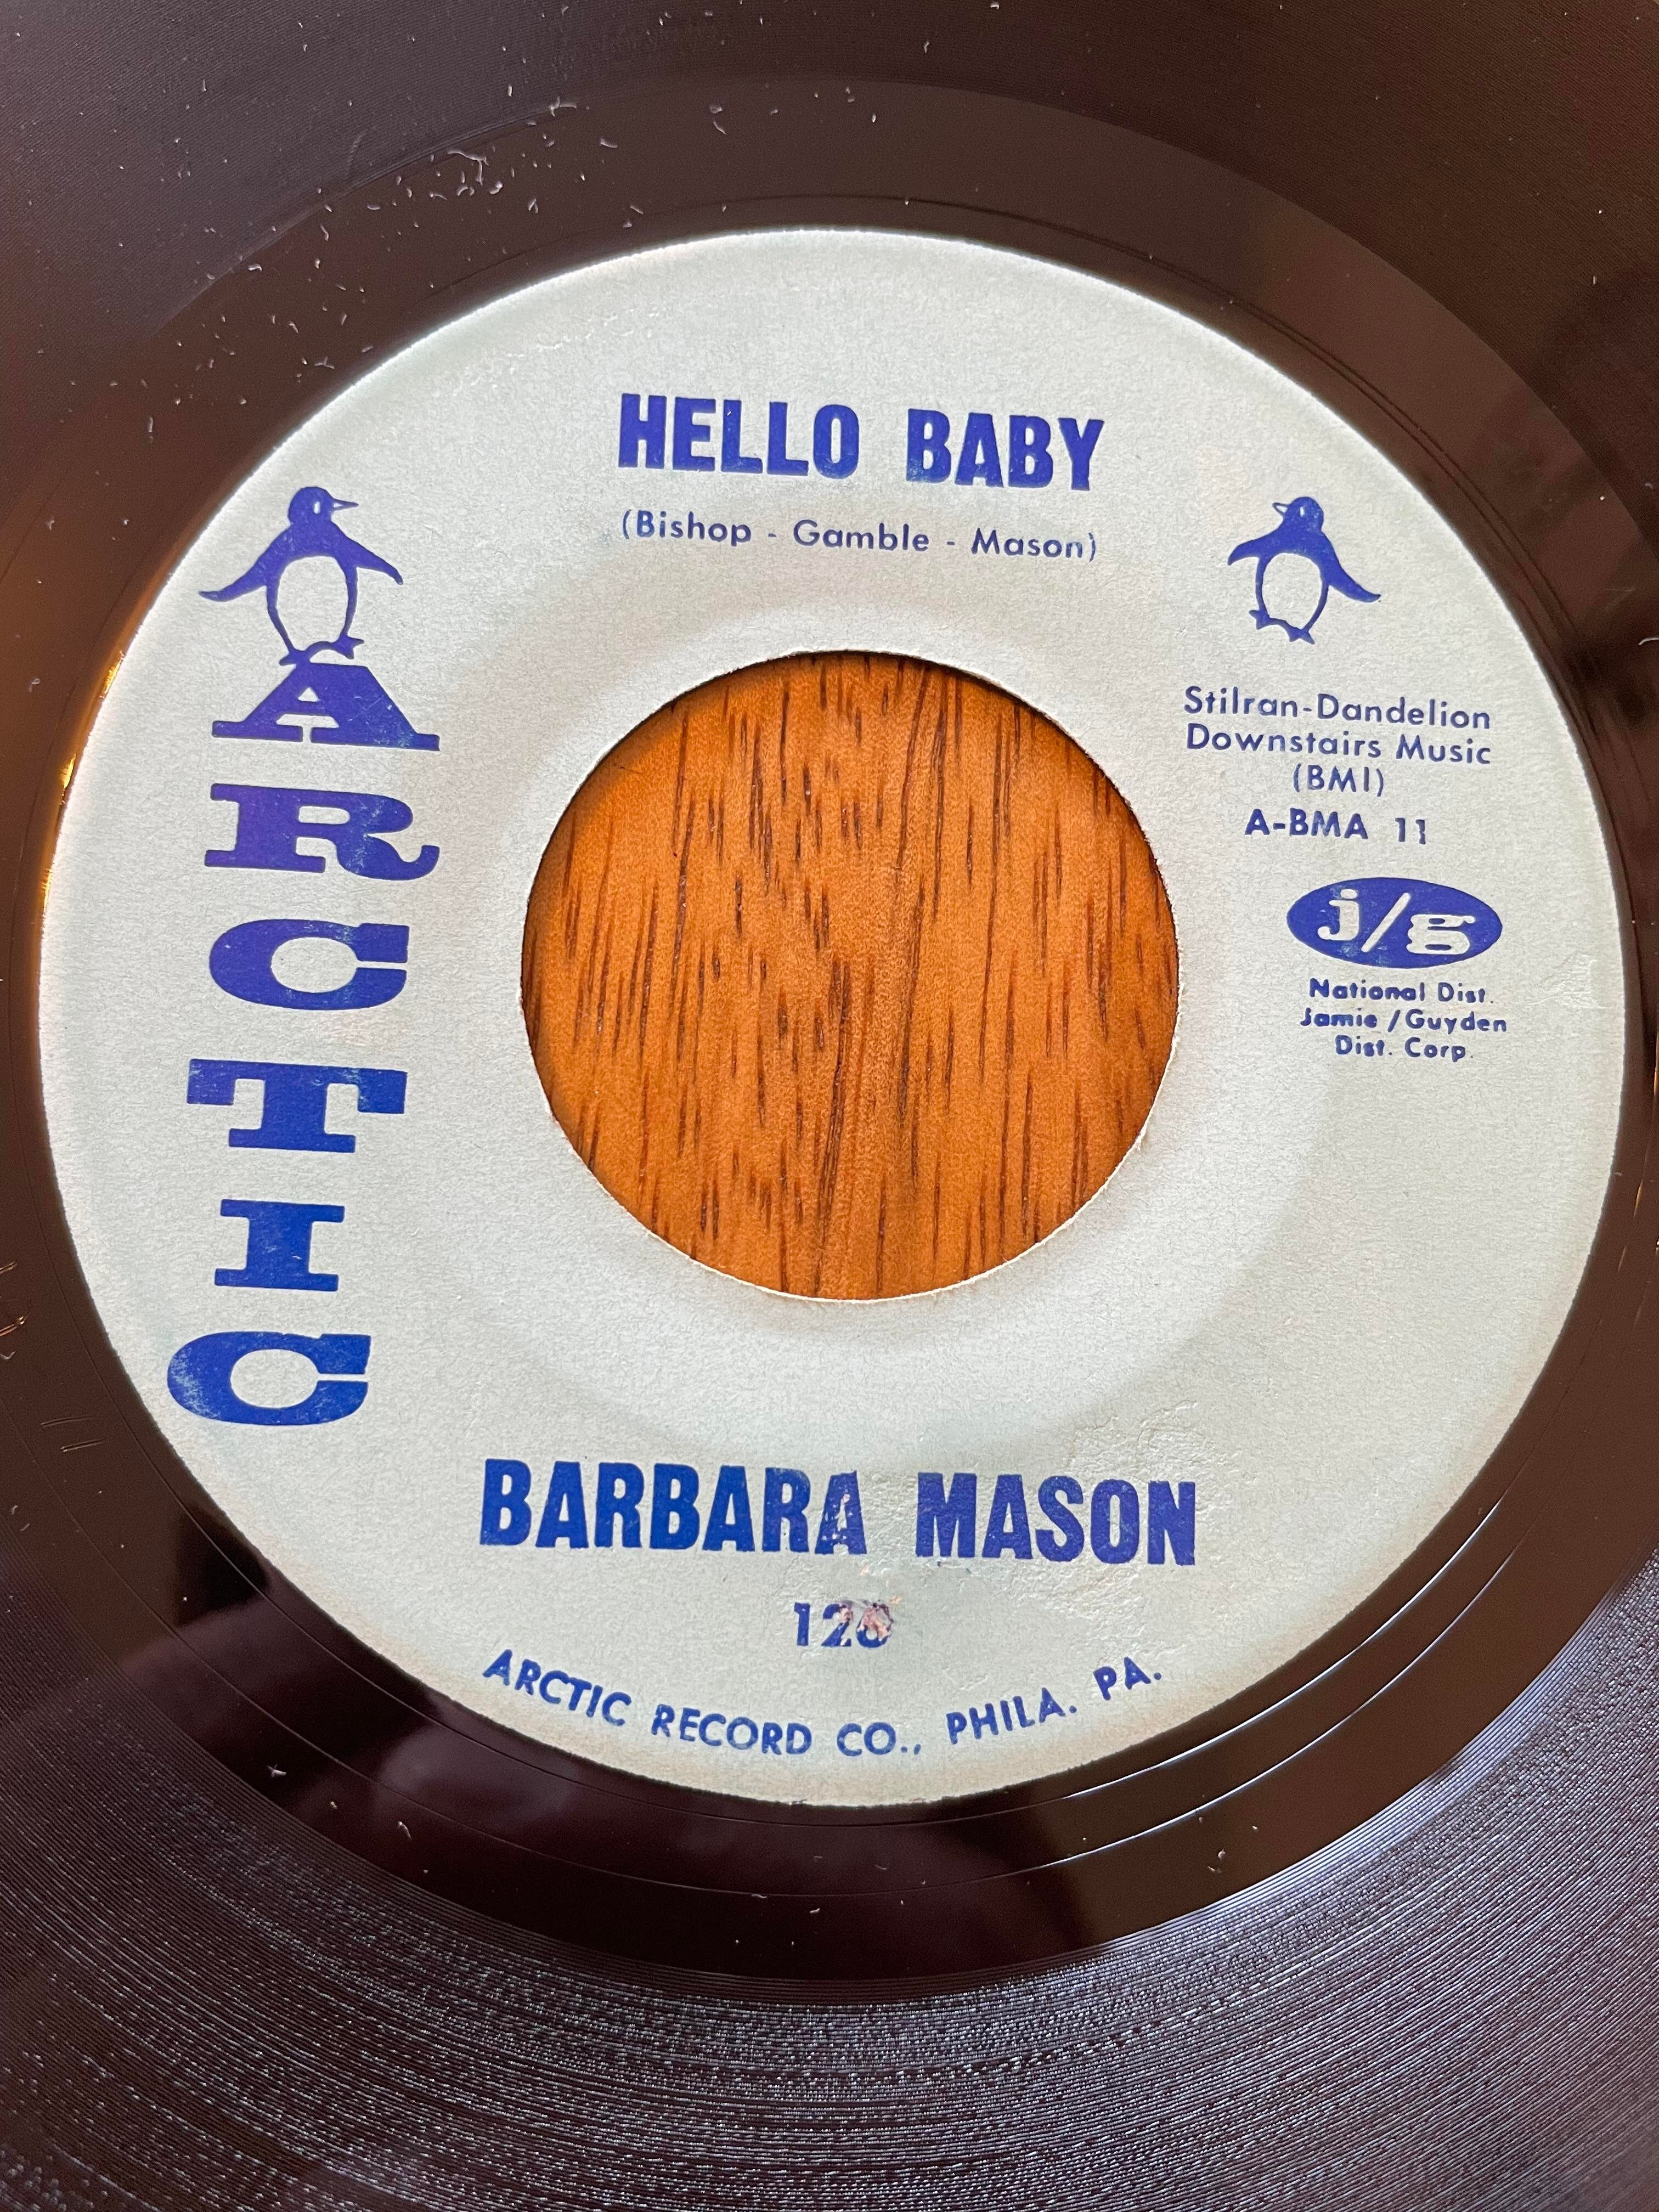 HELLO BABY
(Bishop - Gamble - Mason)
ARCTIC
Stilran-Dandelion
Downstairs Music
(BMI)
A-BMA 11
j/g
National Dist.
Jamie / Guyden
Dist. Corp.
BARBARA MASON
120
ARCTIC RECORD CO., PHILA. PA.